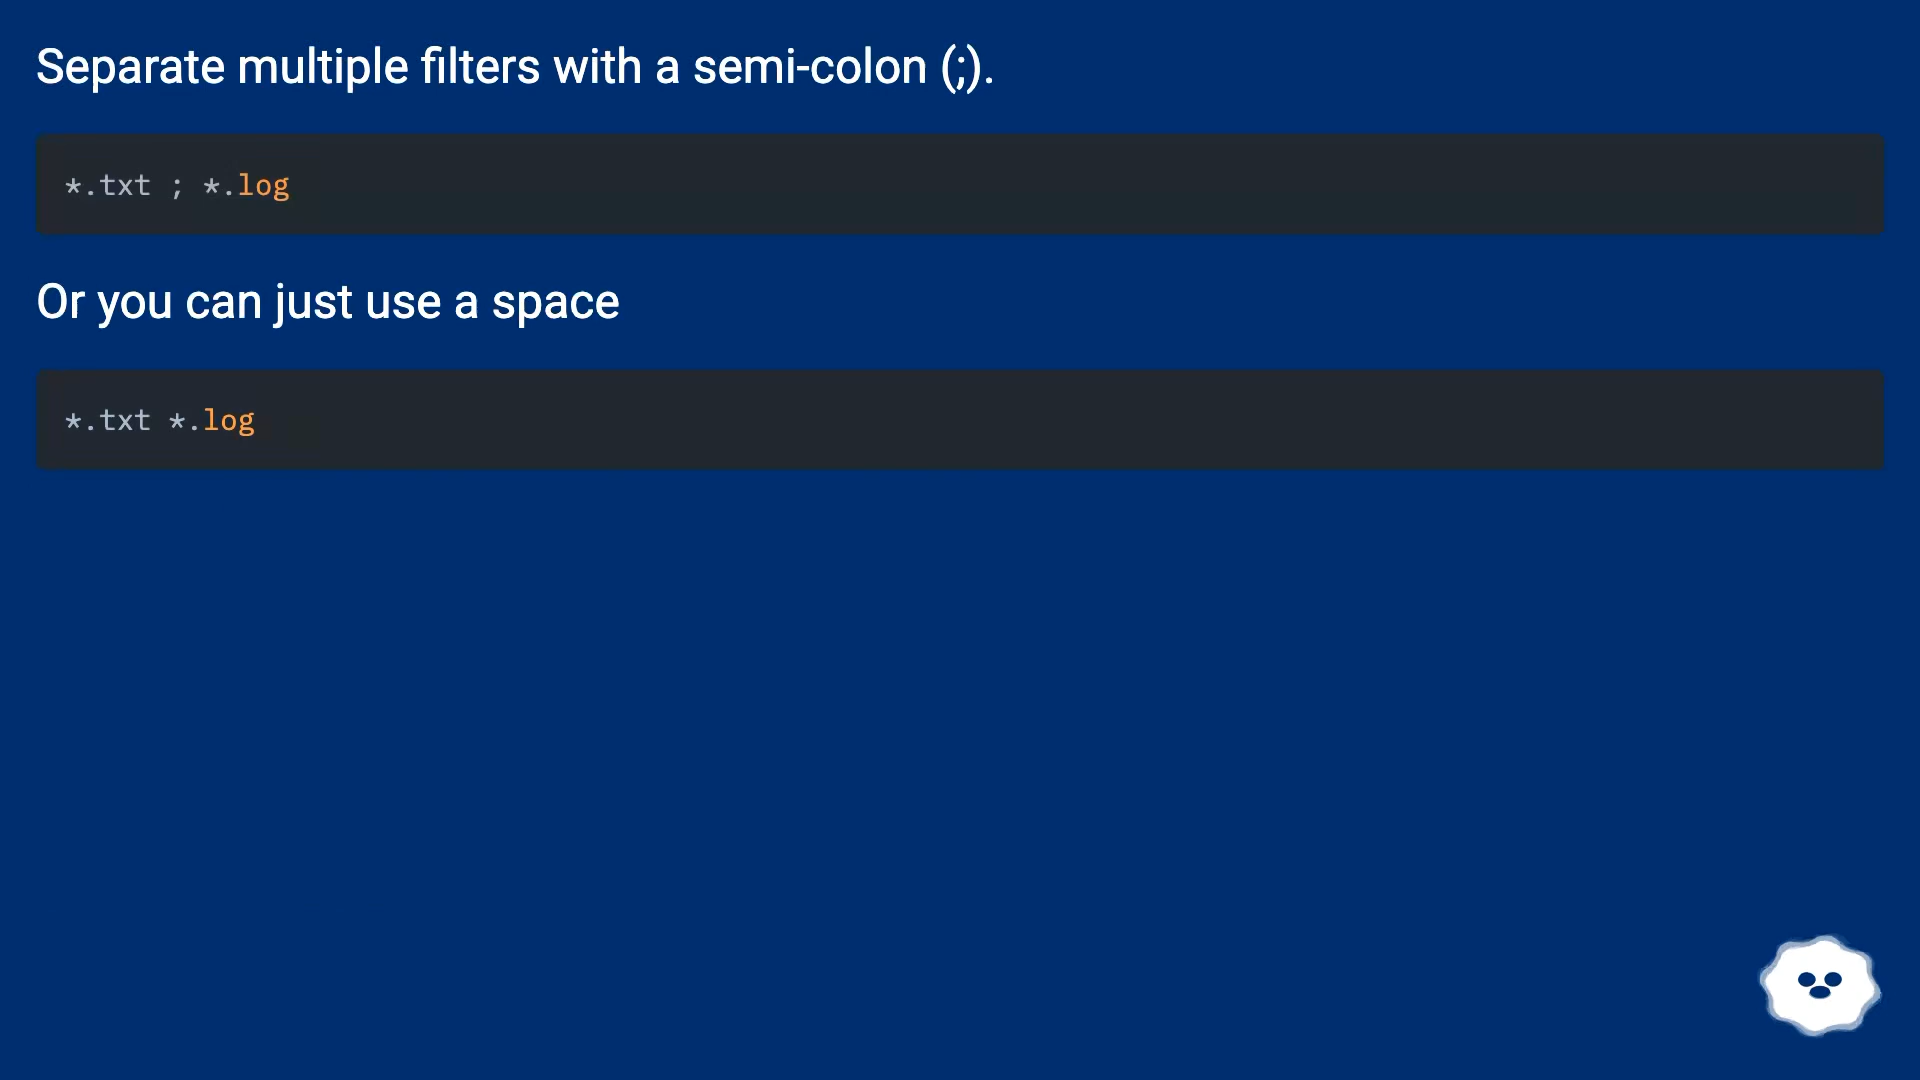 Separate multiple filters with a semi-colon (;).
*.txt ; *.log
Or you can just use a space
*.txt *.log